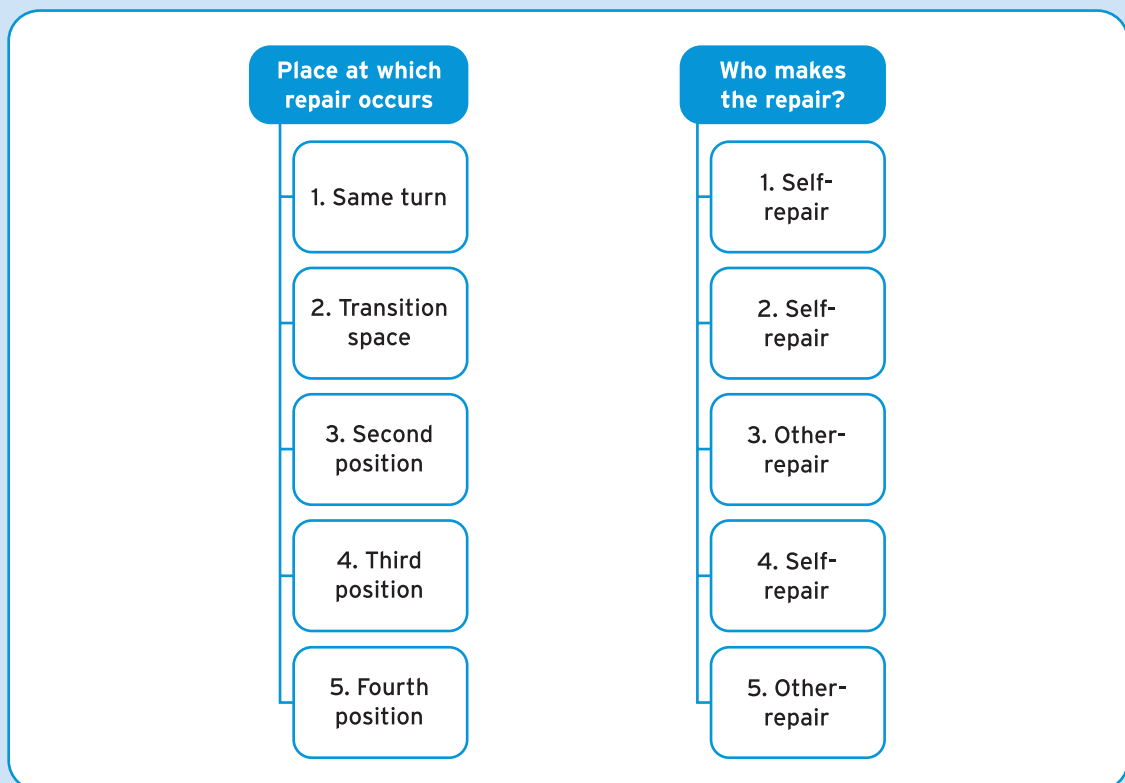 Place at which
repair occurs
1. Same turn
2. Transition
space
3. Second
position
4. Third
position
5. Fourth
position
Who makes
the repair?
1. Self-
repair
2. Self-
repair
3. Other-
repair
4. Self-
repair
5. Other-
repair